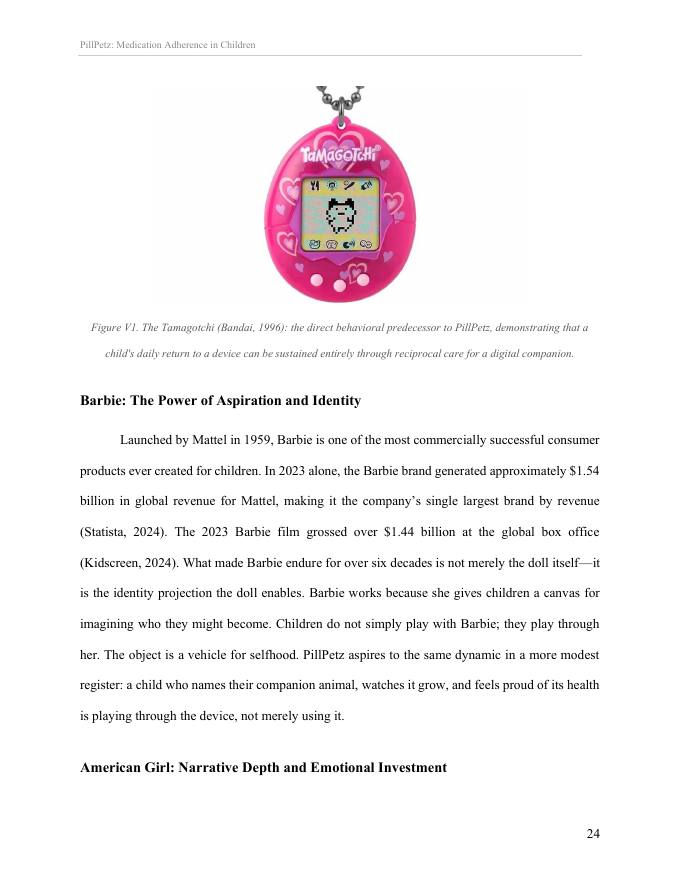 PillPetz: Medication Adherence in Children
TaMaGoTcHi
Figure V1. The Tamagotchi (Bandai, 1996): the direct behavioral predecessor to PillPetz, demonstrating that a
child's daily return to a device can be sustained entirely through reciprocal care for a digital companion.
Barbie: The Power of Aspiration and Identity
Launched by Mattel in 1959, Barbie is one of the most commercially successful consumer
products ever created for children. In 2023 alone, the Barbie brand generated approximately $1.54
billion in global revenue for Mattel, making it the company’s single largest brand by revenue
(Statista, 2024). The 2023 Barbie film grossed over $1.44 billion at the global box office
(Kidscreen, 2024). What made Barbie endure for over six decades is not merely the doll itself—it
is the identity projection the doll enables. Barbie works because she gives children a canvas for
imagining who they might become. Children do not simply play with Barbie; they play through
her. The object is a vehicle for selfhood. PillPetz aspires to the same dynamic in a more modest
register: a child who names their companion animal, watches it grow, and feels proud of its health
is playing through the device, not merely using it.
American Girl: Narrative Depth and Emotional Investment
24